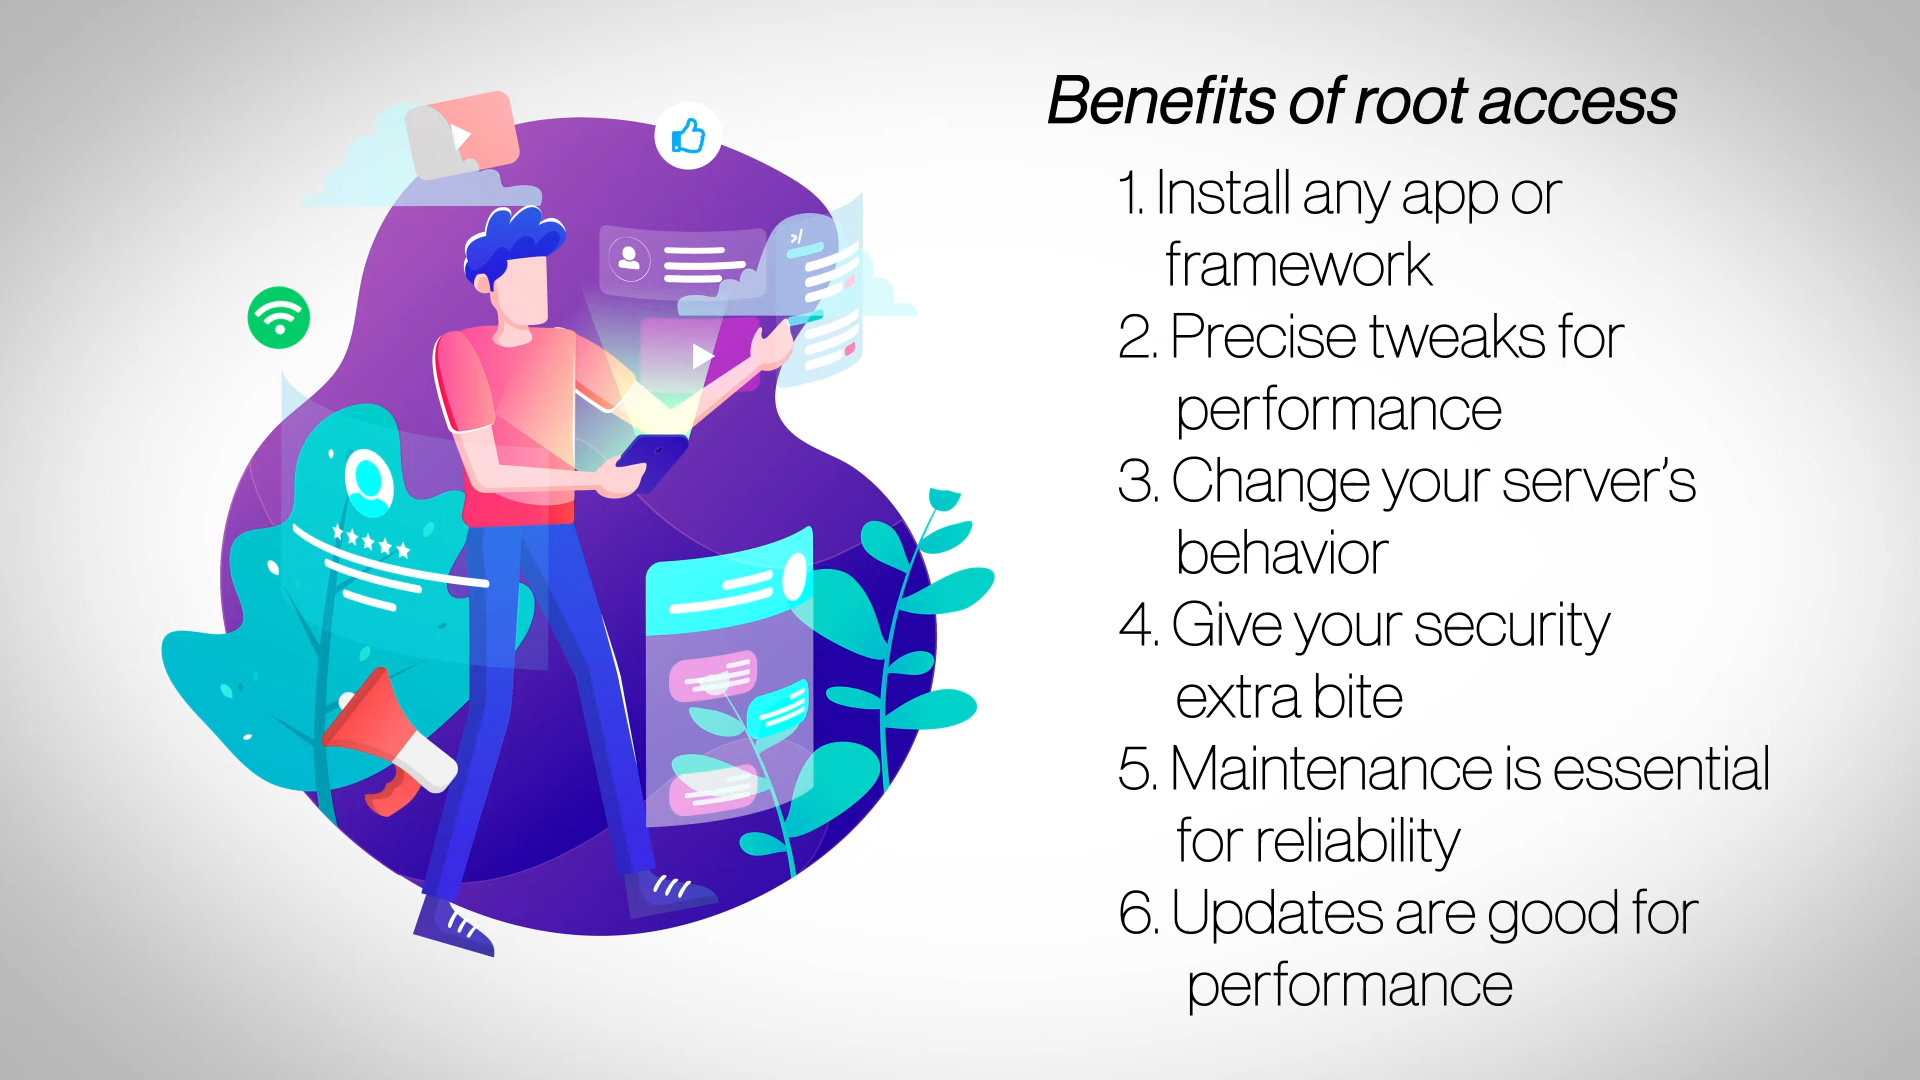 Benefits of root access
1. Install any app or
framework
2. Precise tweaks for
performance
3. Change your server’s
behavior
4. Give your security
extra bite
5. Maintenance is essential
for reliability
6. Updates are good for
performance